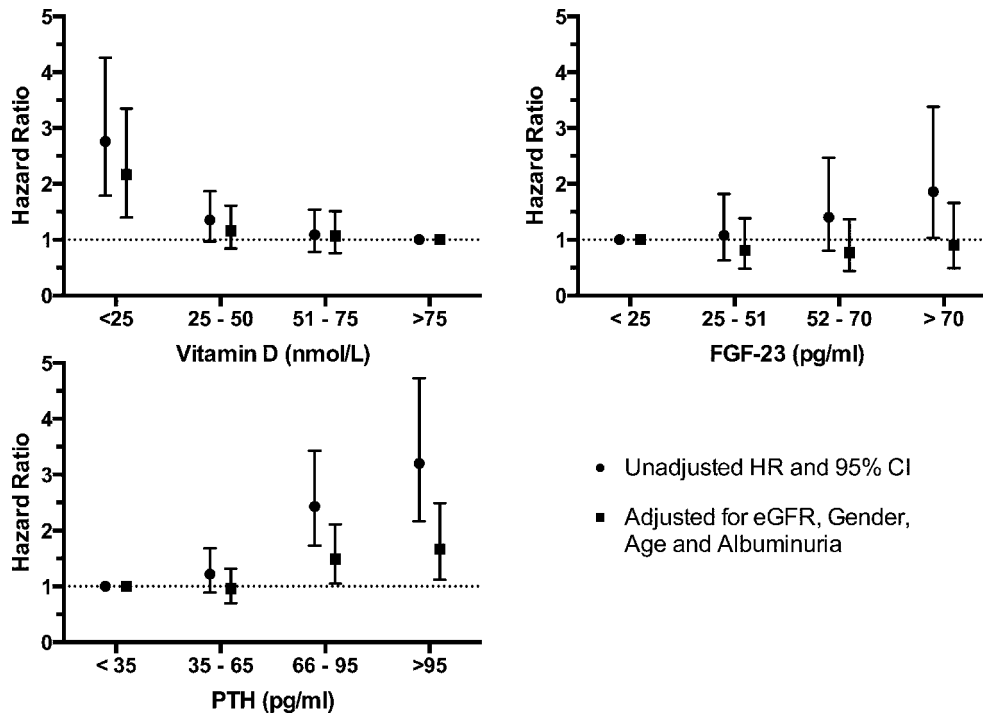 5
4
3
2
1
0
Hazard Ratio
<25
25 - 50
51 - 75
>75
Vitamin D (nmol/L)
5
4
3
2
1
0
Hazard Ratio
< 25
25 - 51
52 - 70
> 70
FGF-23 (pg/ml)
5
4
3
2
1
0
Hazard Ratio
< 35
35 - 65
66 - 95
>95
PTH (pg/ml)
Unadjusted HR and 95% CI
Adjusted for eGFR, Gender,
Age and Albuminuria